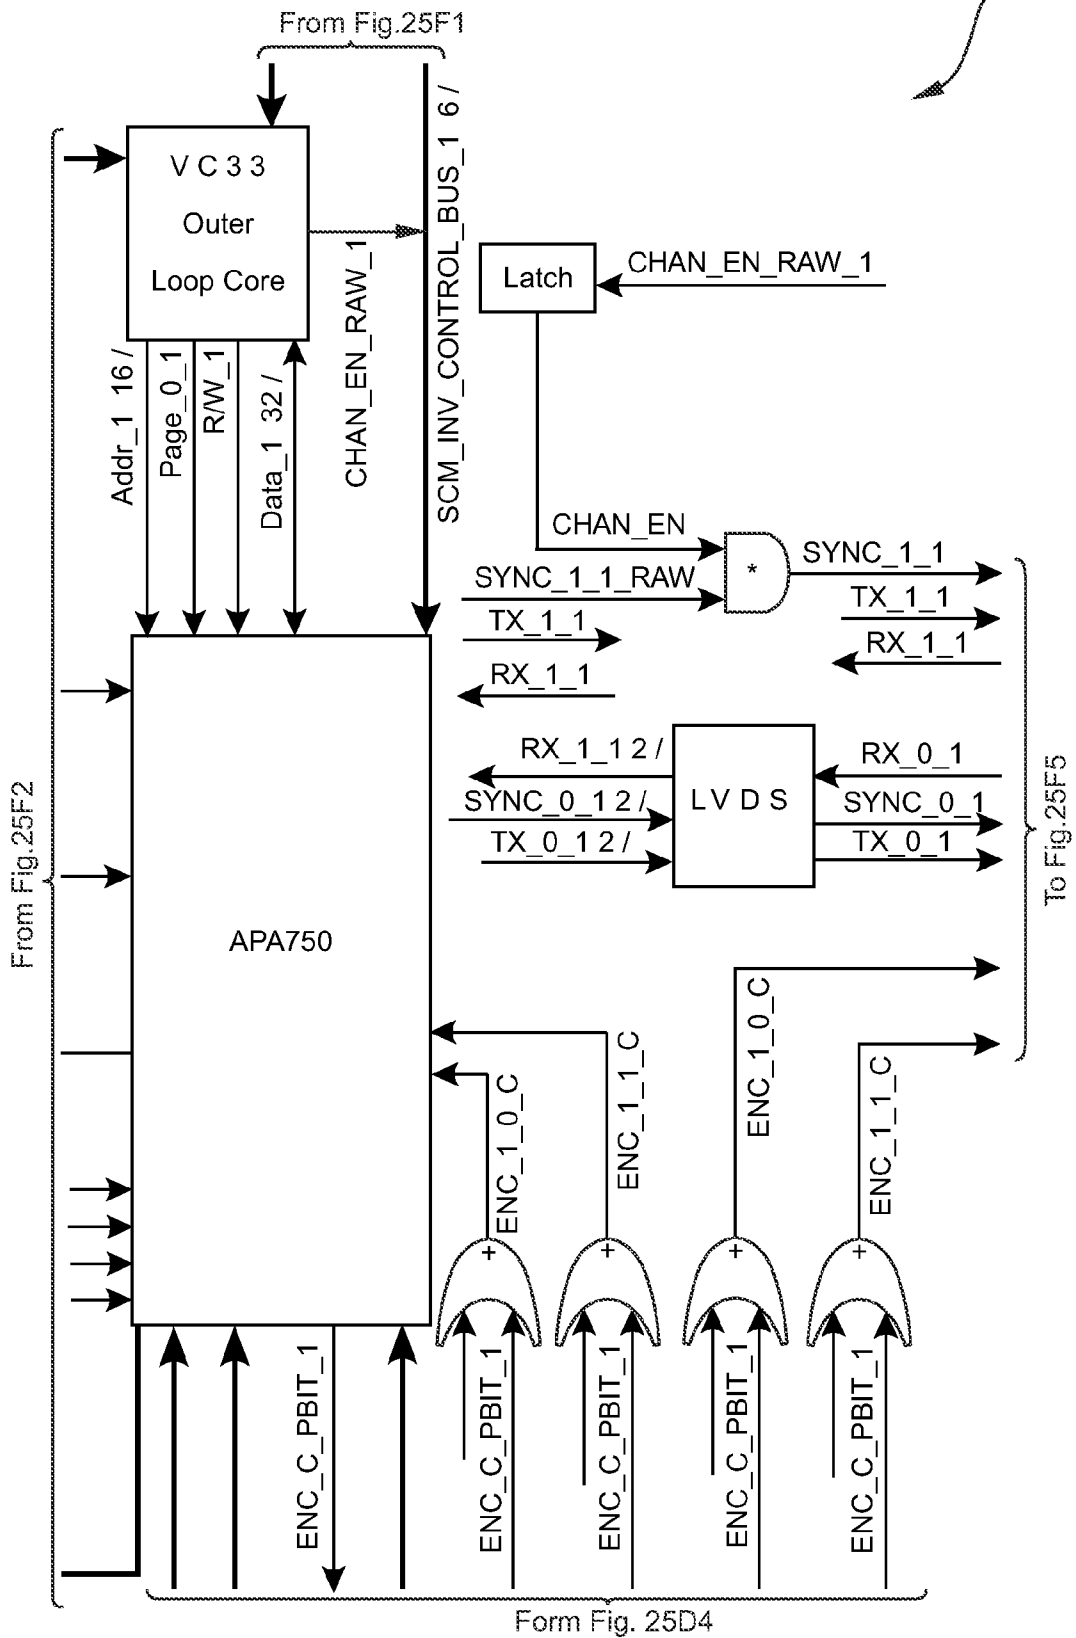 From Fig.25F1
V C 3 3
Outer
Loop Core
CHAN_EN_RAW_1
SCM_INV_CONTROL_BUS_1 6 /
Latch
CHAN_EN_RAW_1
Addr_1 16 /
Page_0_1
R/W_1
Data_1 32 /
CHAN_EN
SYNC_1_1_RAW
*
SYNC_1_1
TX_1_1
TX_1_1
RX_1_1
RX_1_1
RX_1_1 2 /
SYNC_0_1 2 /
TX_0_1 2 /
L V D S
RX_0_1
SYNC_0_1
TX_0_1
From Fig.25F2
To Fig.25F5
APA750
ENC_1_0_C
ENC_1_1_C
ENC_1_0_C
ENC_1_1_C
+
+
+
+
ENC_C_PBIT_1
ENC_C_PBIT_1
ENC_C_PBIT_1
ENC_C_PBIT_1
ENC_C_PBIT_1
Form Fig. 25D4